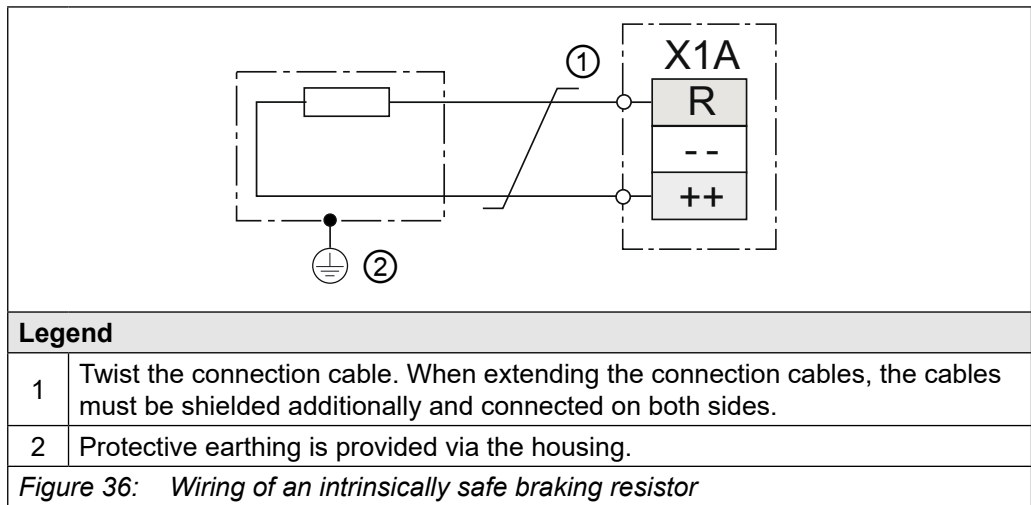 ① X1A
R
--
++
②
Legend
1 Twist the connection cable. When extending the connection cables, the cables
must be shielded additionally and connected on both sides.
2 Protective earthing is provided via the housing.
Figure 36: Wiring of an intrinsically safe braking resistor